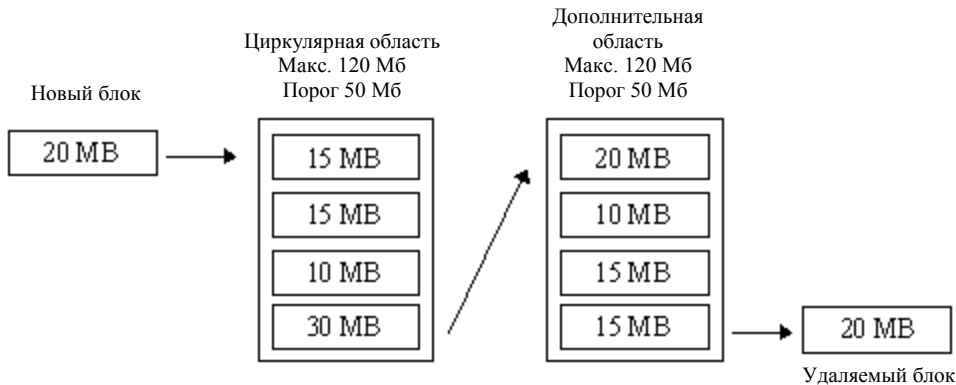 Новый блок
20 MB
Циркулярная область
Макс. 120 Мб
Порог 50 Мб
15 MB
15 MB
10 MB
30 MB
Дополнительная
область
Макс. 120 Мб
Порог 50 Мб
20 MB
10 MB
15 MB
15 MB
20 MB
Удаляемый блок